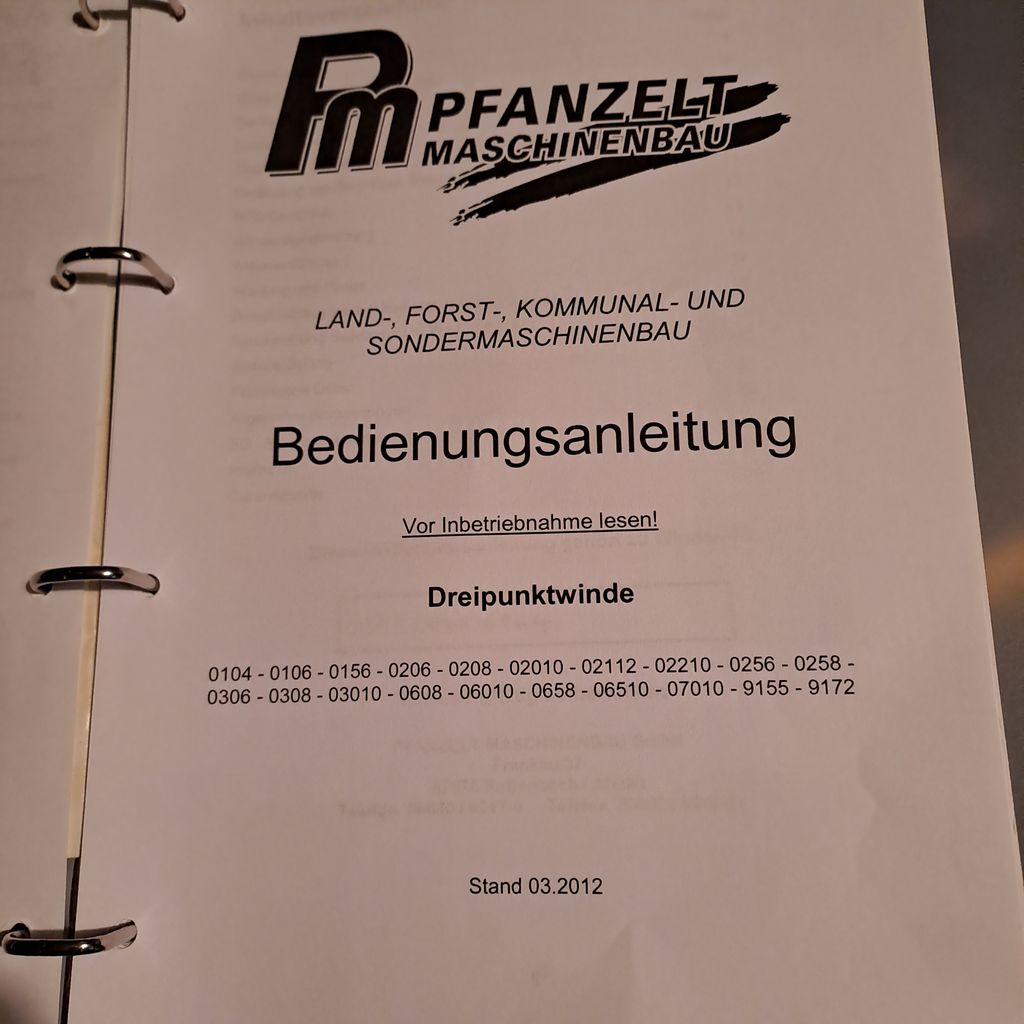 Pm PFANZELT
MASCHINENBAU
LAND-, FORST-, KOMMUNAL- UND
SONDERMASCHINENBAU
Bedienungsanleitung
Vor Inbetriebnahme lesen!
Dreipunktwinde
0104 - 0106 - 0156 - 0206 - 0208 - 02010 - 02112 - 02210 - 0256 - 0258 -
0306 - 0308 - 03010 - 0608 - 06010 - 0658 - 06510 - 07010 - 9155 - 9172
Stand 03.2012